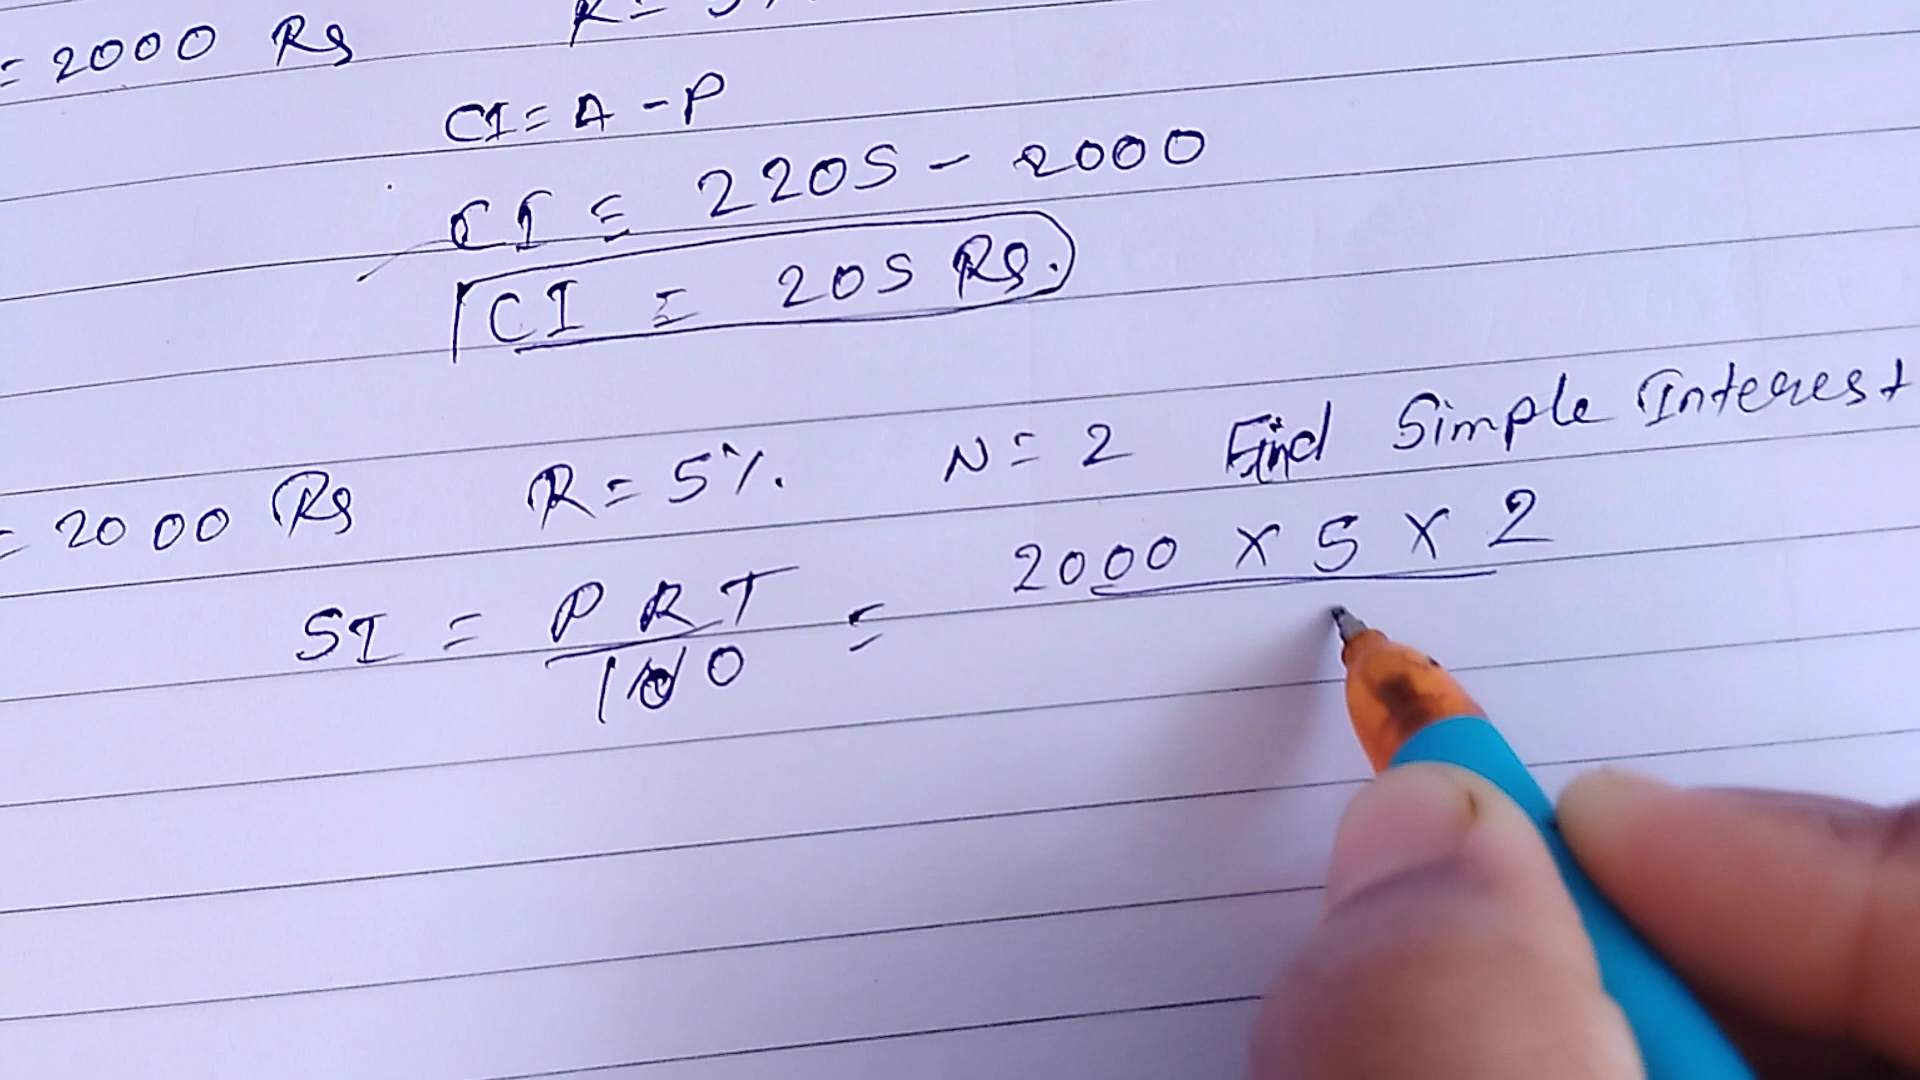 = 2000 Rs R = 5%
CI = A - P
CI = 2205 - 2000
CI = 205 Rs.
= 2000 Rs R = 5%. N = 2 Find Simple Interest
SI = PRT/100 = 2000 x 5 x 2